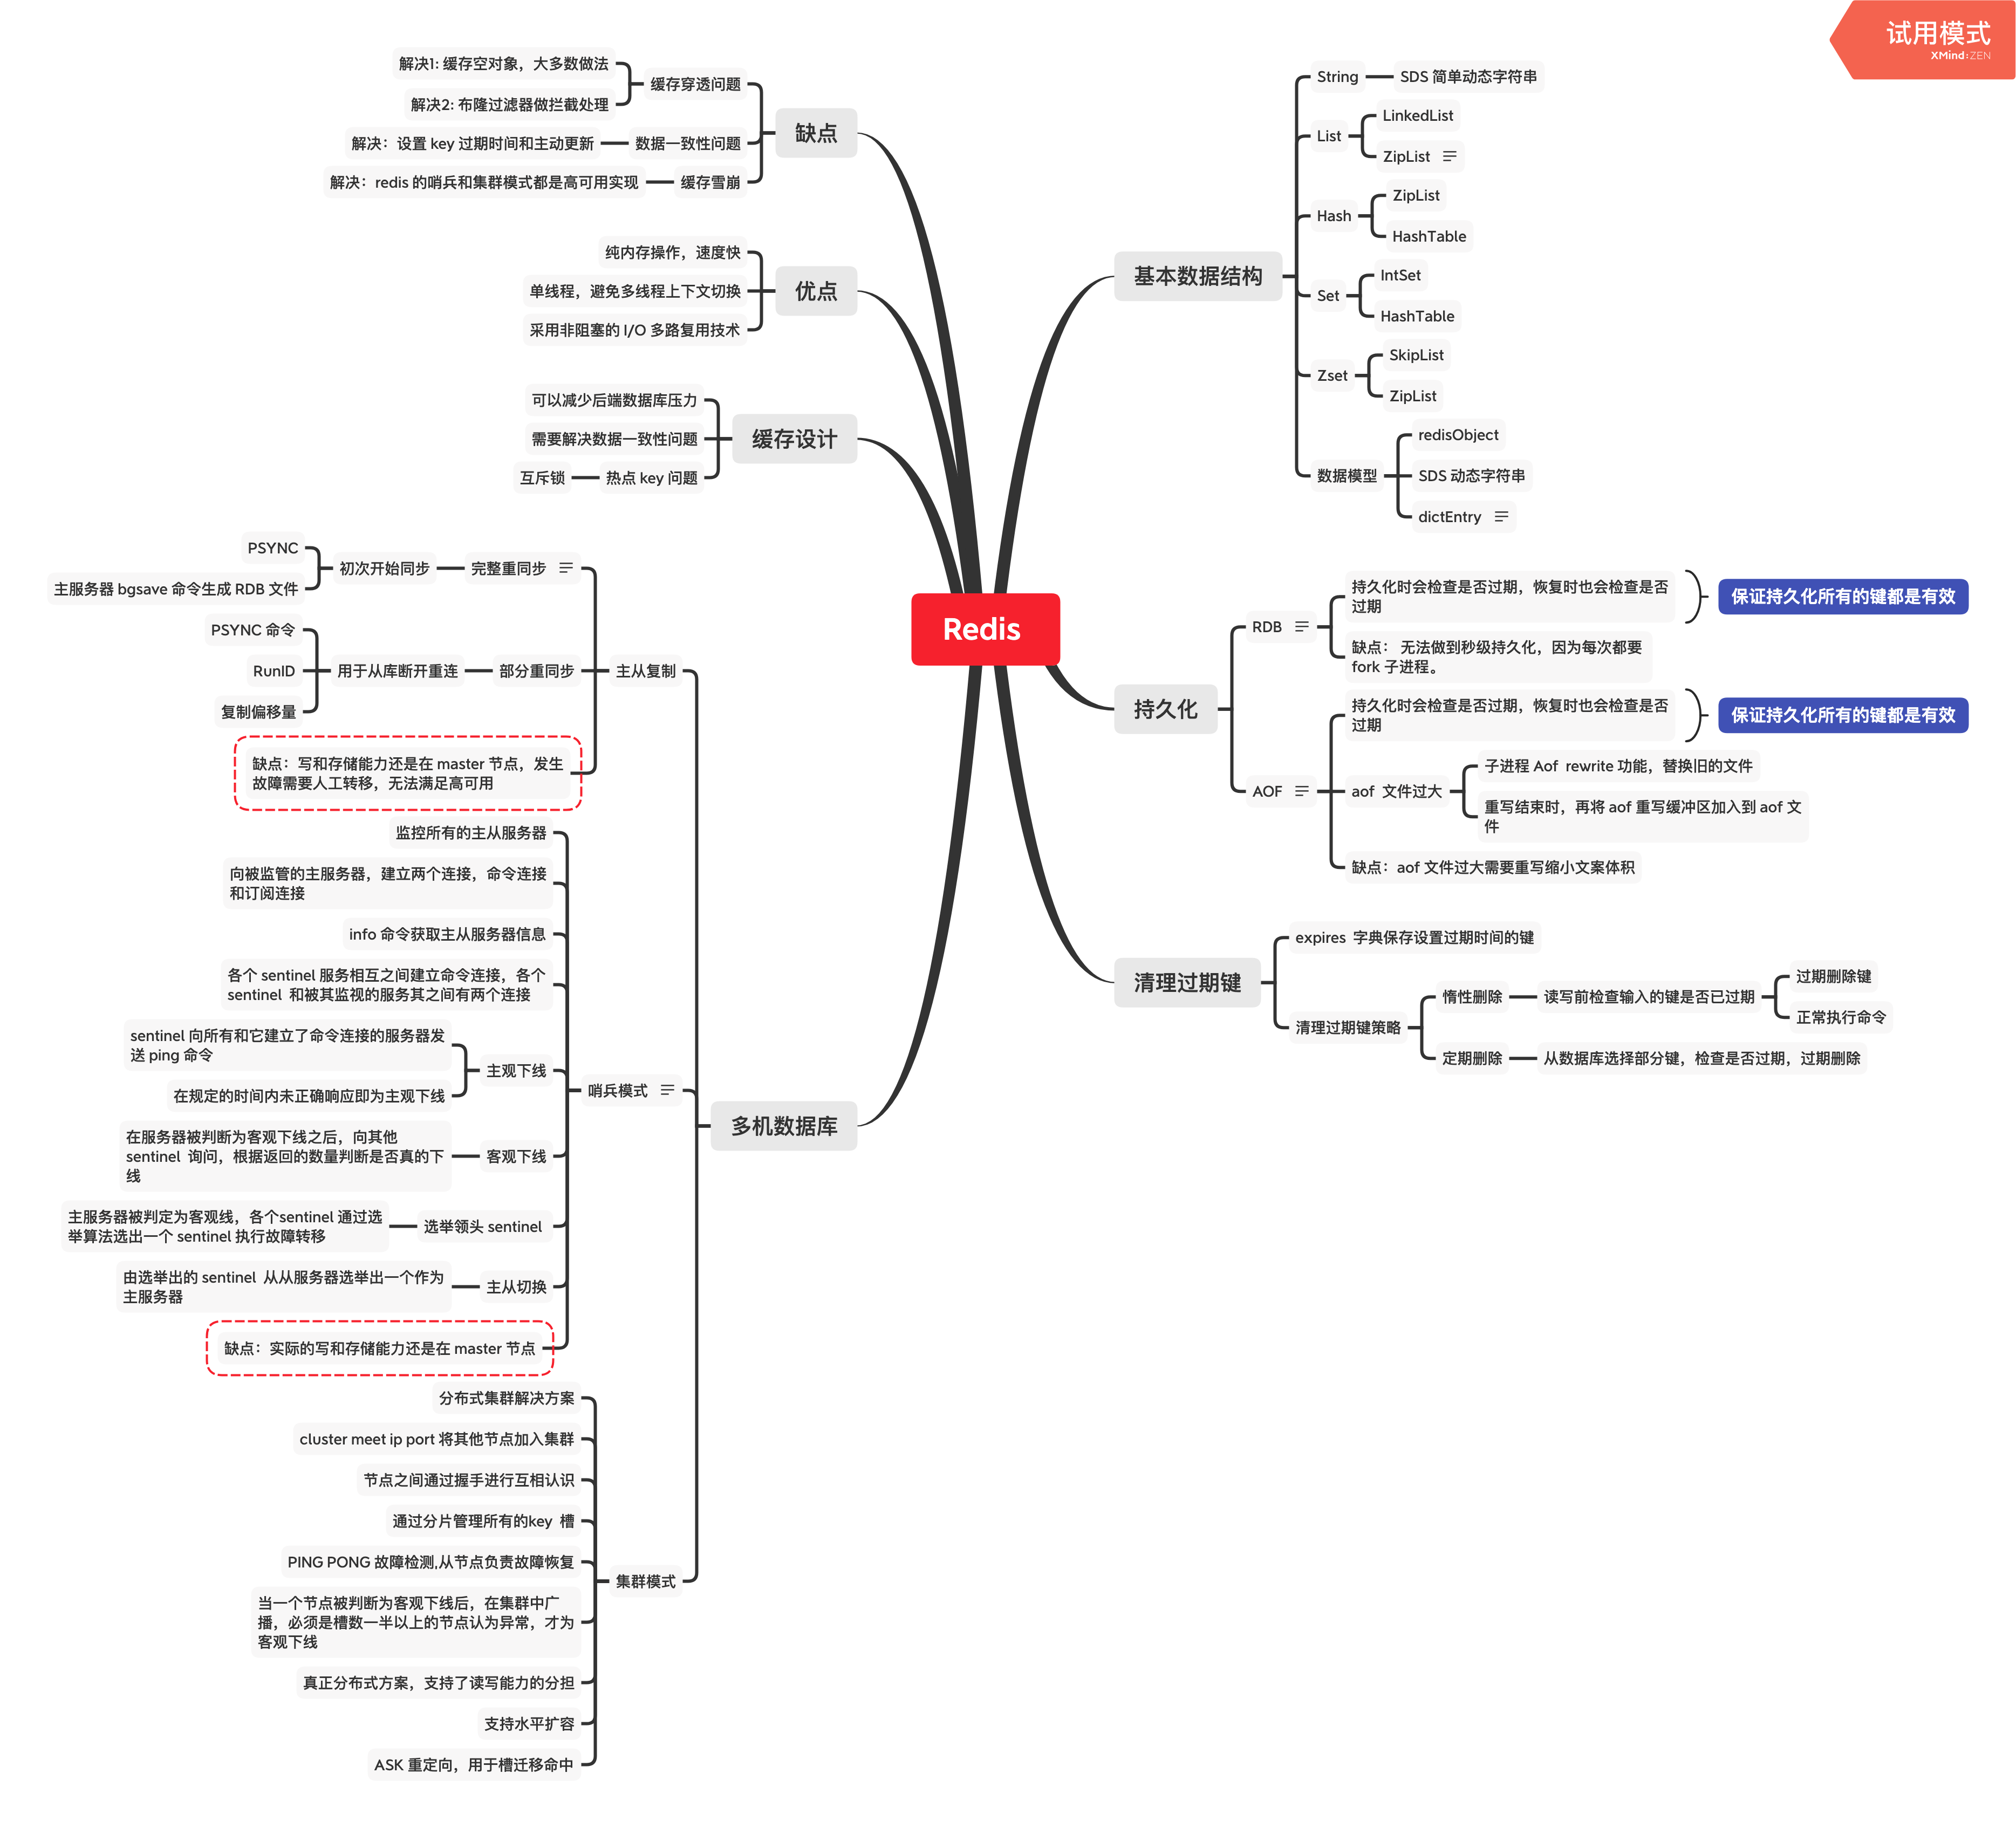 试用模式
XMind:ZEN
Redis
基本数据结构
String
SDS 简单动态字符串
List
LinkedList
ZipList
Hash
ZipList
HashTable
Set
IntSet
HashTable
Zset
SkipList
ZipList
数据模型
redisObject
SDS 动态字符串
dictEntry
持久化
RDB
持久化时会检查是否过期，恢复时也会检查是否
过期
保证持久化所有的键都是有效
缺点： 无法做到秒级持久化，因为每次都要
fork 子进程。
AOF
持久化时会检查是否过期，恢复时也会检查是否
过期
保证持久化所有的键都是有效
aof 文件过大
子进程 Aof rewrite 功能，替换旧的文件
重写结束时，再将 aof 重写缓冲区加入到 aof 文
件
缺点：aof 文件过大需要重写缩小文案体积
清理过期键
expires 字典保存设置过期时间的键
清理过期键策略
惰性删除
读写前检查输入的键是否已过期
过期删除键
正常执行命令
定期删除
从数据库选择部分键，检查是否过期，过期删除
缺点
缓存穿透问题
解决1: 缓存空对象，大多数做法
解决2: 布隆过滤器做拦截处理
数据一致性问题
解决：设置 key 过期时间和主动更新
缓存雪崩
解决：redis 的哨兵和集群模式都是高可用实现
优点
纯内存操作，速度快
单线程，避免多线程上下文切换
采用非阻塞的 I/O 多路复用技术
缓存设计
可以减少后端数据库压力
需要解决数据一致性问题
热点 key 问题
互斥锁
多机数据库
主从复制
完整重同步
初次开始同步
PSYNC
主服务器 bgsave 命令生成 RDB 文件
部分重同步
用于从库断开重连
PSYNC 命令
RunID
复制偏移量
缺点：写和存储能力还是在 master 节点，发生
故障需要人工转移，无法满足高可用
哨兵模式
监控所有的主从服务器
向被监管的主服务器，建立两个连接，命令连接
和订阅连接
info 命令获取主从服务器信息
各个 sentinel 服务相互之间建立命令连接，各个
sentinel 和被其监视的服务其之间有两个连接
主观下线
sentinel 向所有和它建立了命令连接的服务器发
送 ping 命令
在规定的时间内未正确响应即为主观下线
客观下线
在服务器被判断为客观下线之后，向其他
sentinel 询问，根据返回的数量判断是否真的下
线
选举领头 sentinel
主服务器被判定为客观线，各个sentinel 通过选
举算法选出一个 sentinel 执行故障转移
主从切换
由选举出的 sentinel 从从服务器选举出一个作为
主服务器
缺点：实际的写和存储能力还是在 master 节点
集群模式
分布式集群解决方案
cluster meet ip port 将其他节点加入集群
节点之间通过握手进行互相认识
通过分片管理所有的key 槽
PING PONG 故障检测,从节点负责故障恢复
当一个节点被判断为客观下线后，在集群中广
播，必须是槽数一半以上的节点认为异常，才为
客观下线
真正分布式方案，支持了读写能力的分担
支持水平扩容
ASK 重定向，用于槽迁移命中